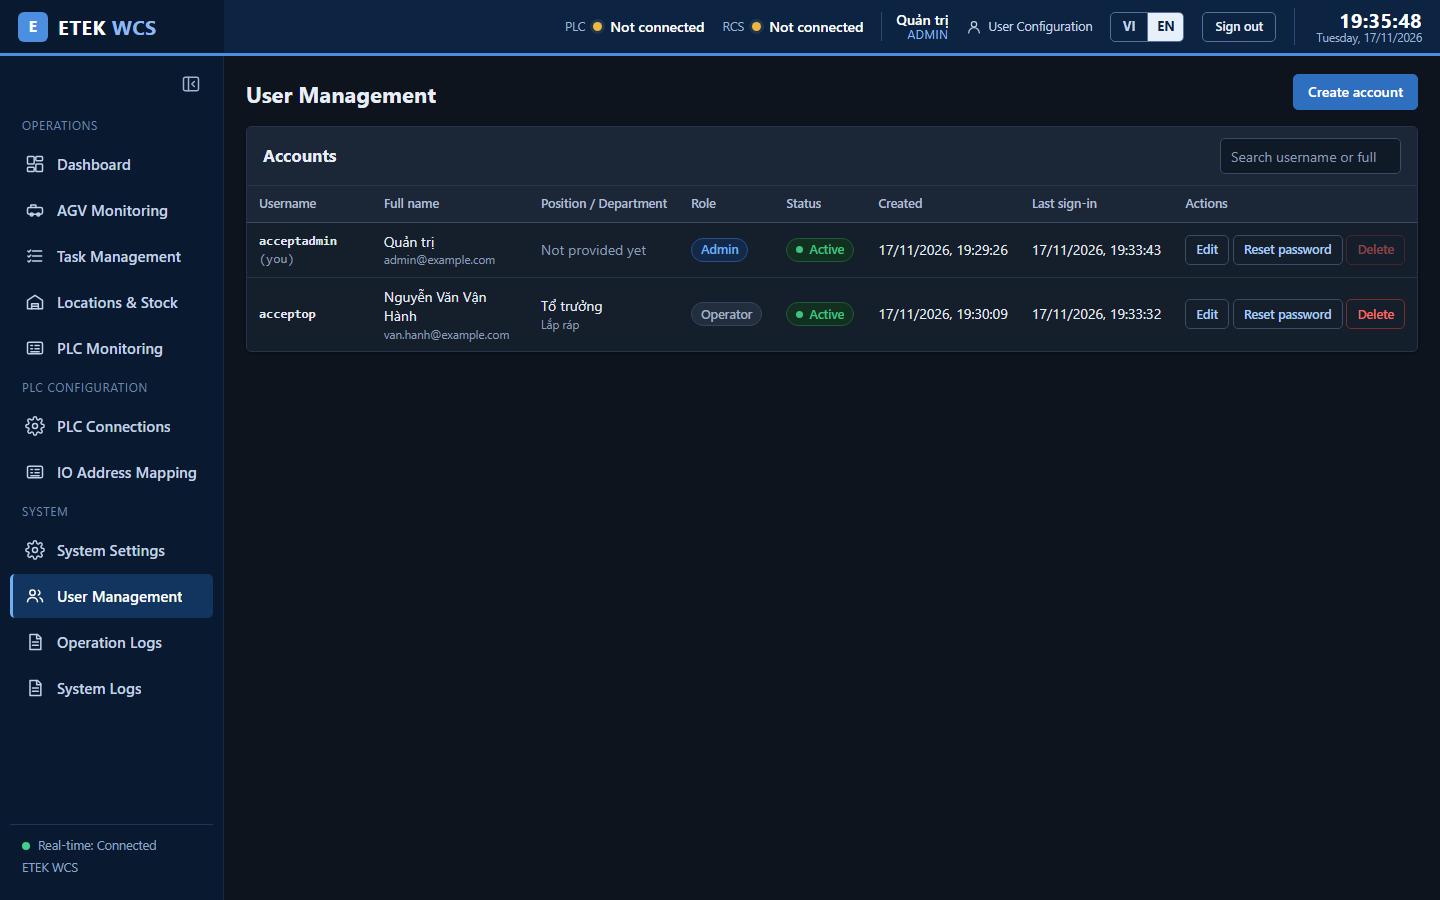 E ETEK WCS
PLC Not connected RCS Not connected
Quản trị
ADMIN
User Configuration
VI EN
Sign out
19:35:48
Tuesday, 17/11/2026
OPERATIONS
Dashboard
AGV Monitoring
Task Management
Locations & Stock
PLC Monitoring
PLC CONFIGURATION
PLC Connections
IO Address Mapping
SYSTEM
System Settings
User Management
Operation Logs
System Logs
Real-time: Connected
ETEK WCS
User Management
Create account
Accounts
Search username or full
Username Full name Position / Department Role Status Created Last sign-in Actions
acceptadmin
(you)
Quản trị
admin@example.com
Not provided yet
Admin
Active
17/11/2026, 19:29:26
17/11/2026, 19:33:43
Edit Reset password Delete
acceptop
Nguyễn Văn Vận
Hành
van.hanh@example.com
Tổ trưởng
Lắp ráp
Operator
Active
17/11/2026, 19:30:09
17/11/2026, 19:33:32
Edit Reset password Delete